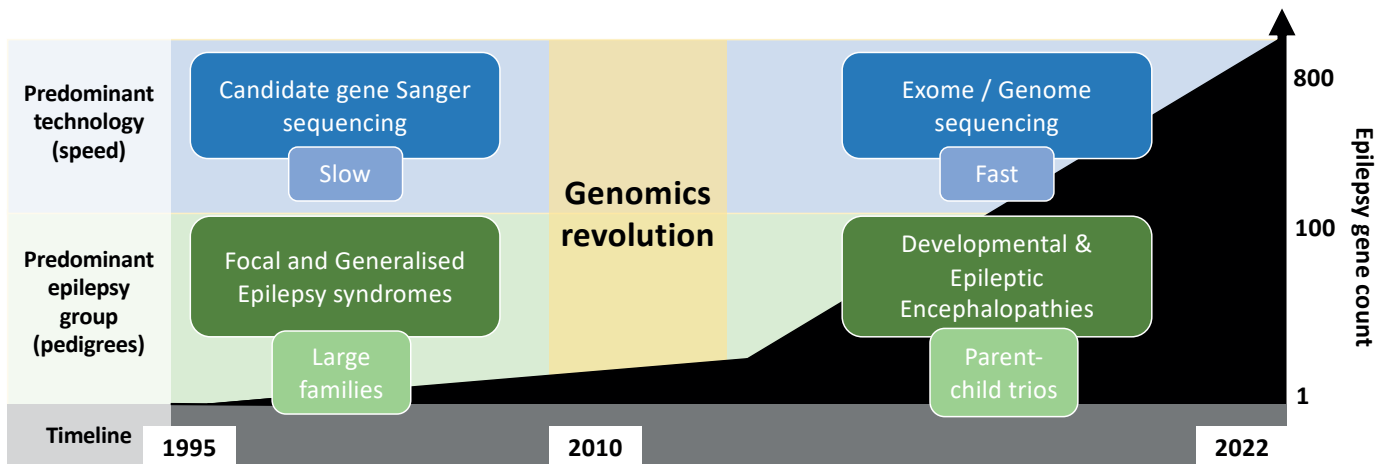 Predominant
technology
(speed)
Candidate gene Sanger
sequencing
Slow
Genomics
revolution
Exome / Genome
sequencing
Fast
800
100
1
Epilepsy gene count
Predominant
epilepsy
group
(pedigrees)
Focal and Generalised
Epilepsy syndromes
Large
families
Developmental &
Epileptic
Encephalopathies
Parent-
child trios
Timeline
1995
2010
2022